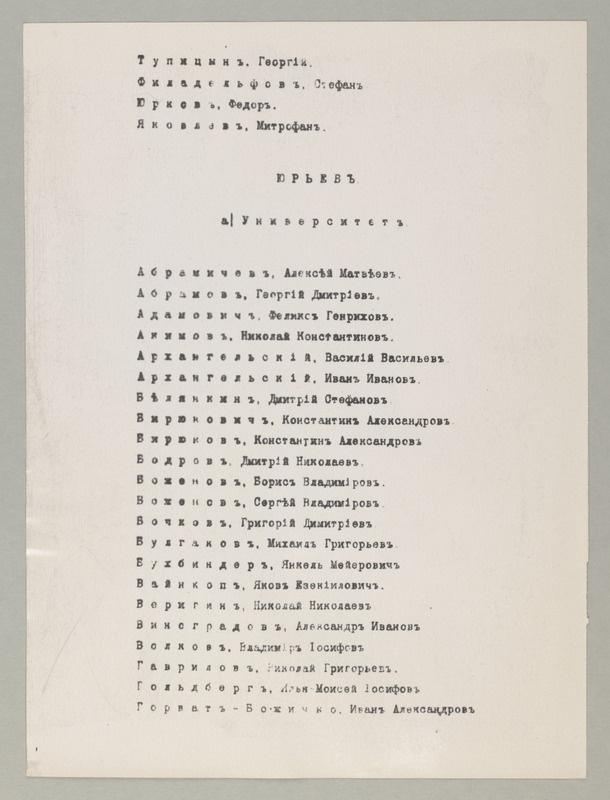 Тупицынъ, Георгій.
Филадельфовъ, Стефанъ
Юрковъ, Федоръ.
Яковлевъ, Митрофанъ.
ЮРЬЕВЪ.
а) Университетъ.
Абрамичевъ, Алексѣй Матвѣевъ.
Абрамовъ, Георгій Дмитріевъ.
Адамовичъ, Феликсъ Генриховъ.
Акимовъ, Николай Константиновъ.
Архангельскій, Василій Васильевъ.
Архангельскій, Иванъ Ивановъ.
Бѣлянкинъ, Дмитрій Стефановъ.
Бирюковичъ, Константинъ Александровъ.
Бирюковъ, Константинъ Александровъ
Бодровъ, Дмитрій Николаевъ.
Боженовъ, Борисъ Владиміровъ.
Боженовъ, Сергѣй Владиміровъ.
Бочковъ, Григорій Димитріевъ
Булгаковъ, Михаилъ Григорьевъ.
Бухбиндеръ, Янкель Мейеровичъ
Вайнкопъ, Яковъ Езекіиловичъ.
Веригинъ, Николай Николаевъ
Виноградовъ, Александръ Ивановъ
Волковъ, Владиміръ Іосифовъ
Гавриловъ, Николай Григорьевъ.
Гольдбергъ, Илья-Моисей Іосифовъ
Горватъ-Божичко, Иванъ Александровъ